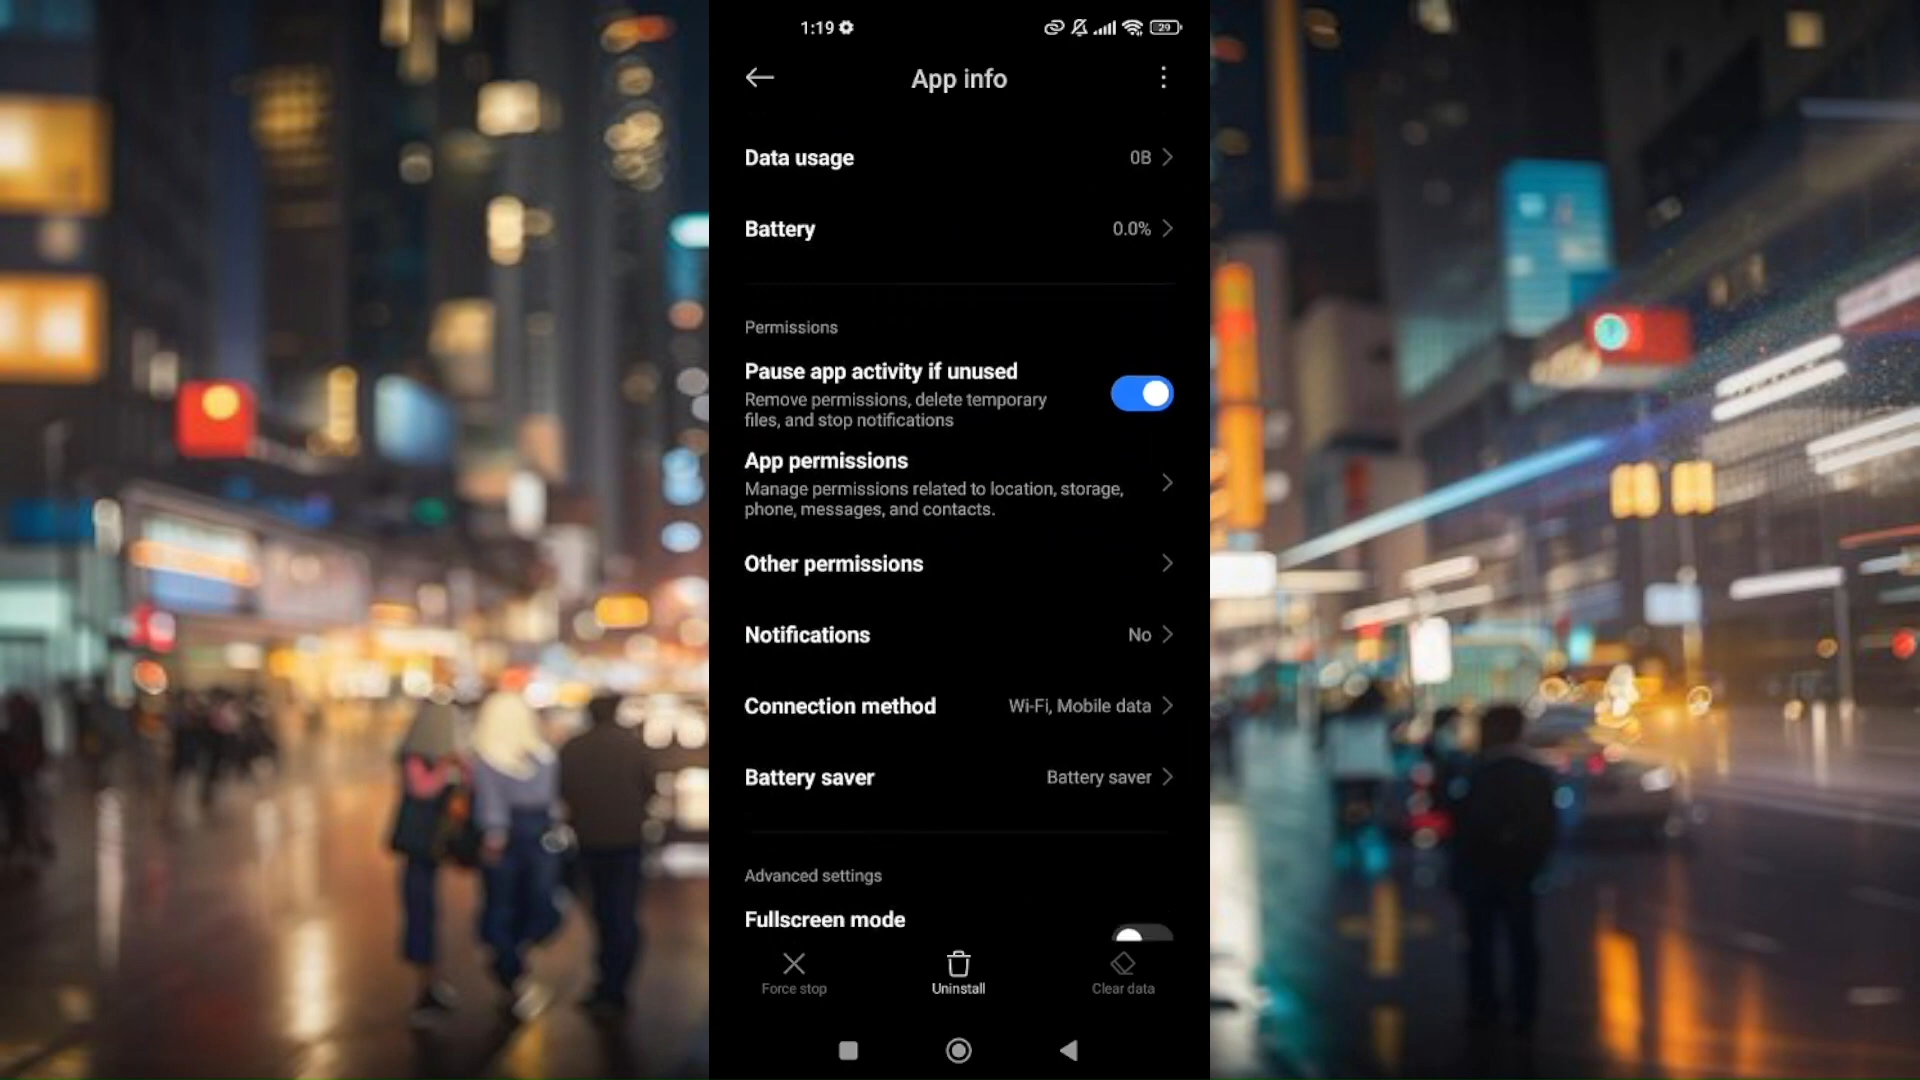 1:19
29
App info
Data usage 0B
Battery 0.0%
Permissions
Pause app activity if unused
Remove permissions, delete temporary
files, and stop notifications
App permissions
Manage permissions related to location, storage,
phone, messages, and contacts.
Other permissions
Notifications No
Connection method Wi-Fi, Mobile data
Battery saver Battery saver
Advanced settings
Fullscreen mode
Force stop Uninstall Clear data